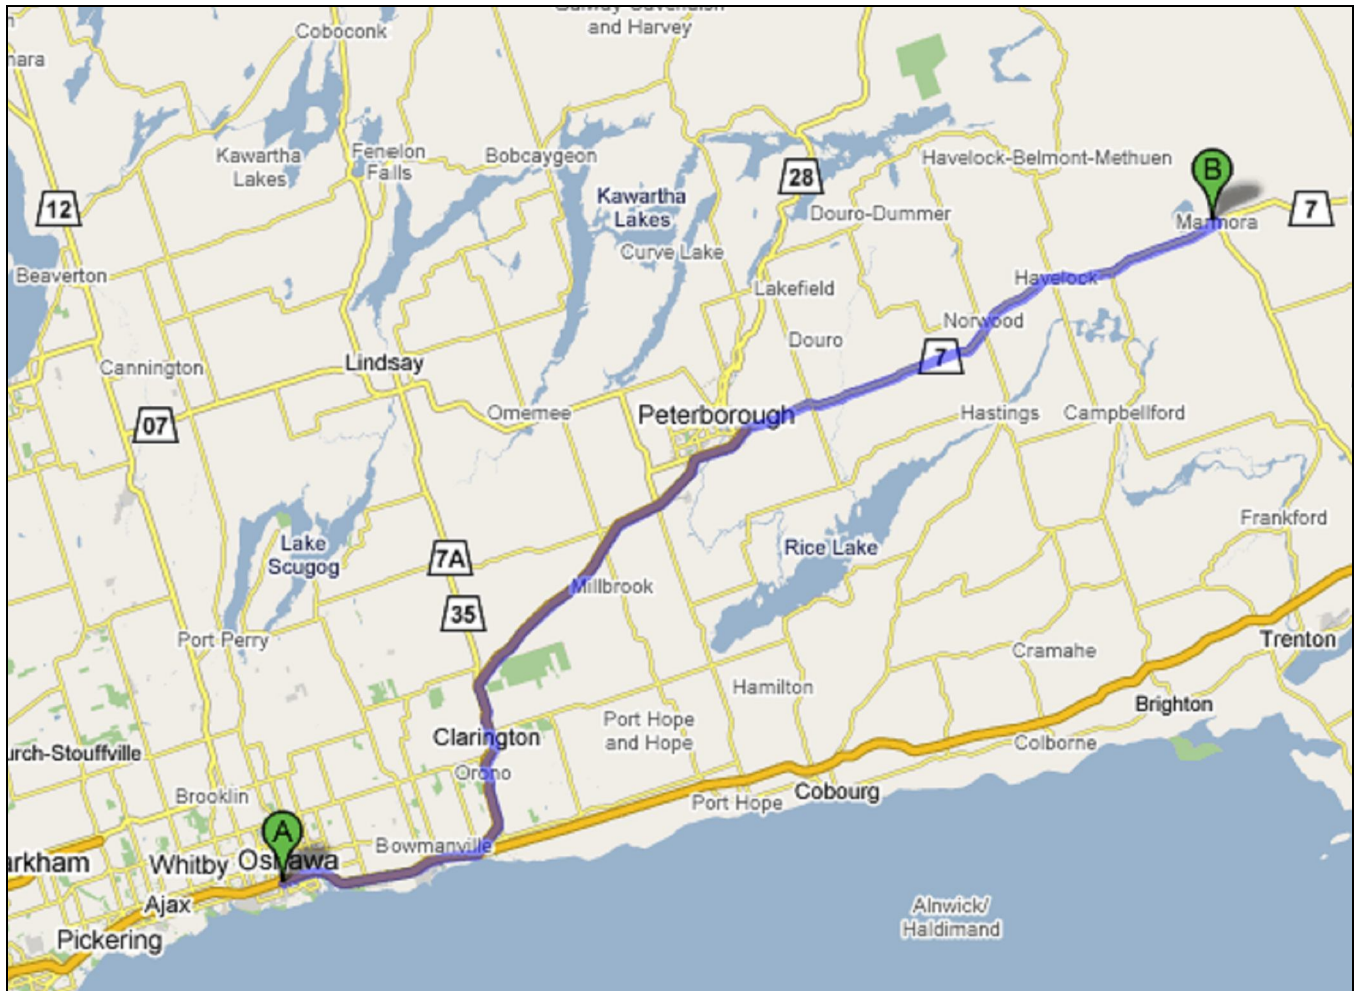 Coboconk
and Harvey
12
Kawartha
Lakes
Fenelon
Falls
Bobcaygeon
Kawartha
Lakes
28
Havelock-Belmont-Methuen
B
7
Douro-Dummer
Marmora
Beaverton
Curve Lake
Lakefield
Havelock
Norwood
Douro
Cannington
Lindsay
7
07
Omemee
Peterborough
Hastings
Campbellford
Frankford
Lake
Scugog
7A
Rice Lake
Millbrook
35
Port Perry
Trenton
Cramahe
Hamilton
Brighton
Port Hope
and Hope
Clarington
Colborne
urch-Stouffville
Orono
Brooklin
Port Hope
Cobourg
A
Bowmanville
arkham
Whitby
Oshawa
Ajax
Alnwick/
Haldimand
Pickering